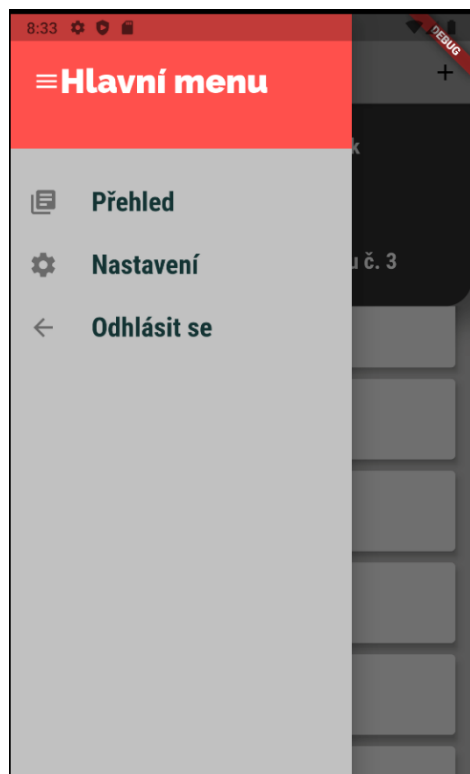 8:33
DEBUG
Hlavní menu
k
Přehled
Nastavení
u č. 3
Odhlásit se